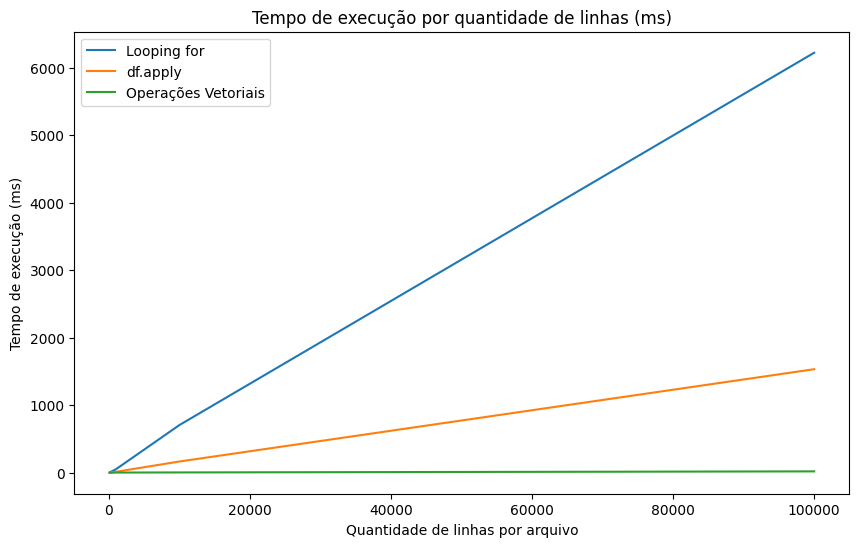 Tempo de execução por quantidade de linhas (ms)
Looping for
df.apply
Operações Vetoriais
Tempo de execução (ms)
6000
5000
4000
3000
2000
1000
0
0 20000 40000 60000 80000 100000
Quantidade de linhas por arquivo